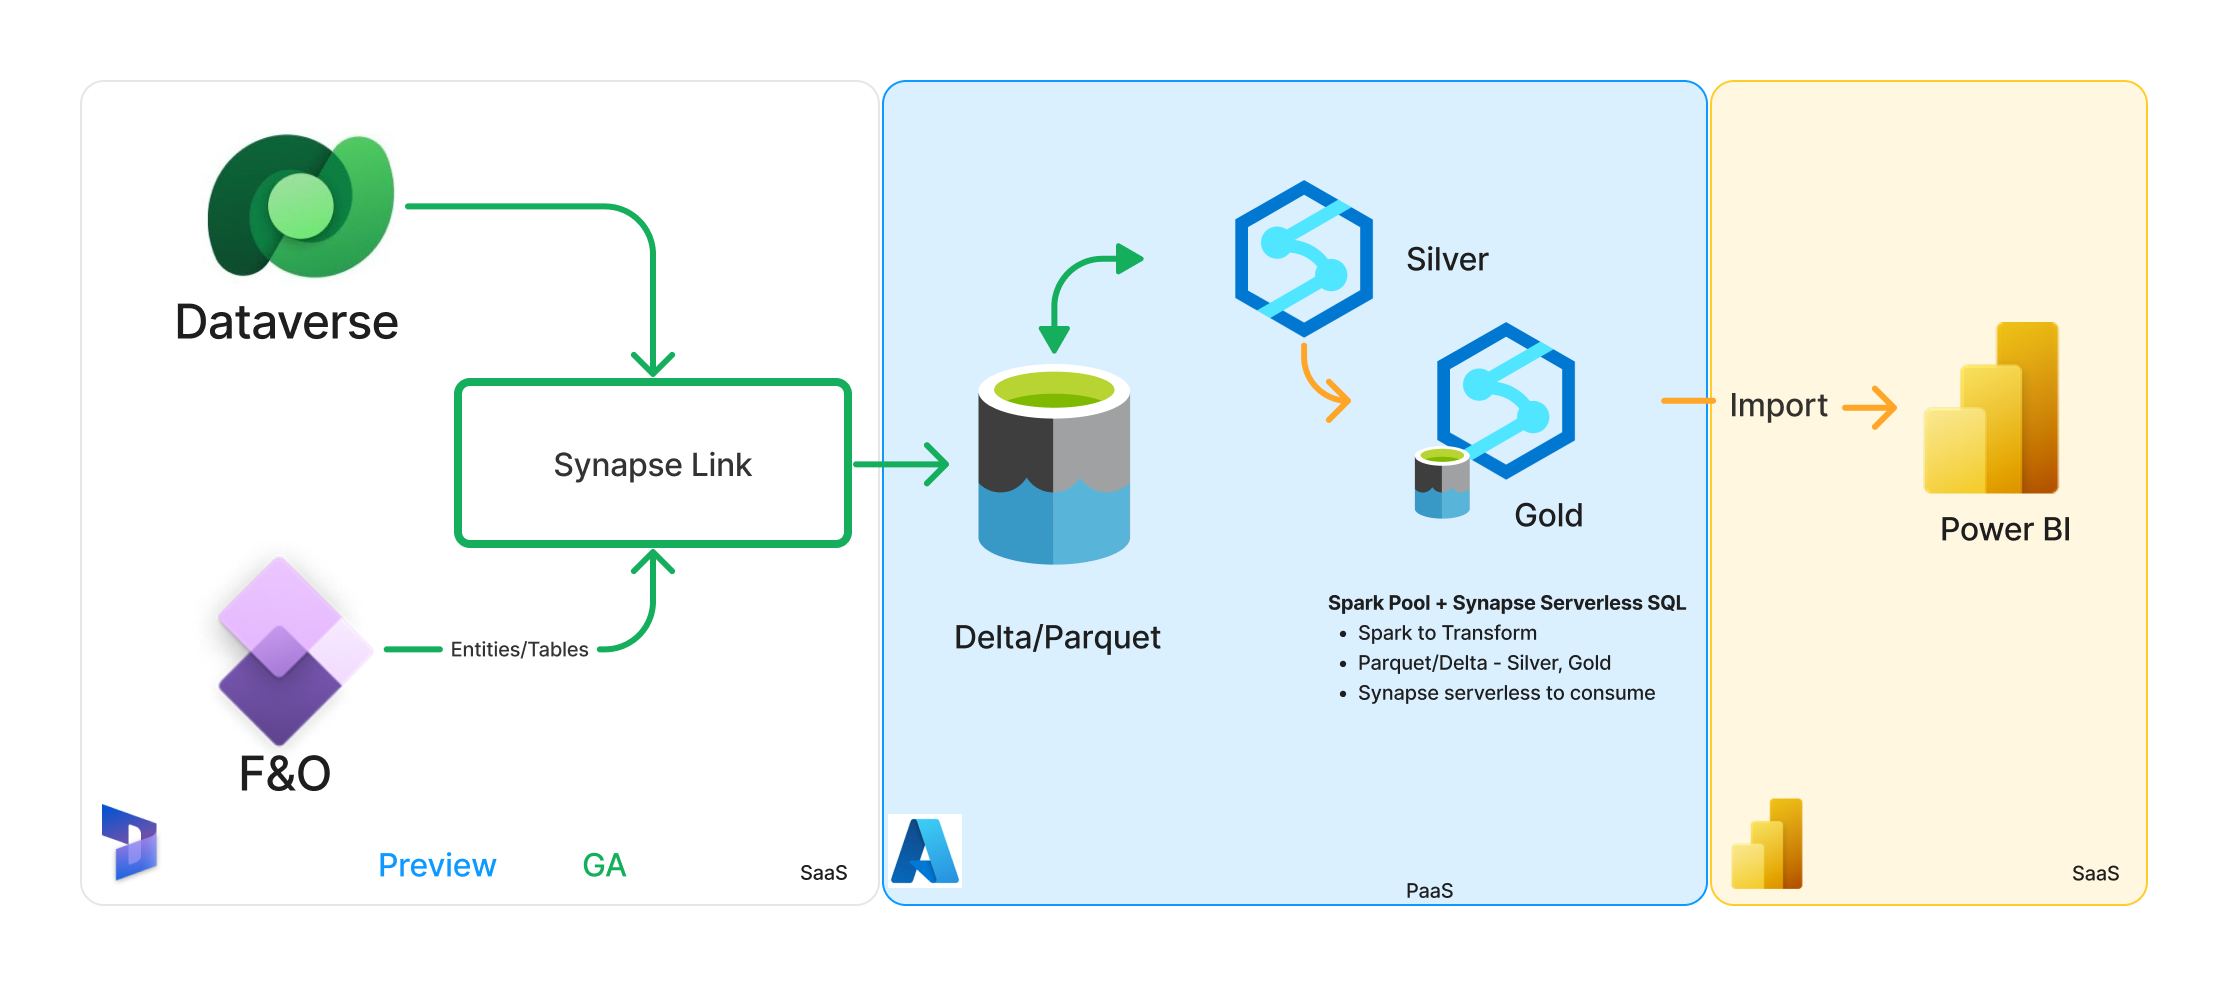 Dataverse
Synapse Link
Entities/Tables
F&O
Preview
GA
SaaS
Silver
Gold
Delta/Parquet
Spark Pool + Synapse Serverless SQL
• Spark to Transform
• Parquet/Delta - Silver, Gold
• Synapse serverless to consume
PaaS
Import
Power BI
SaaS